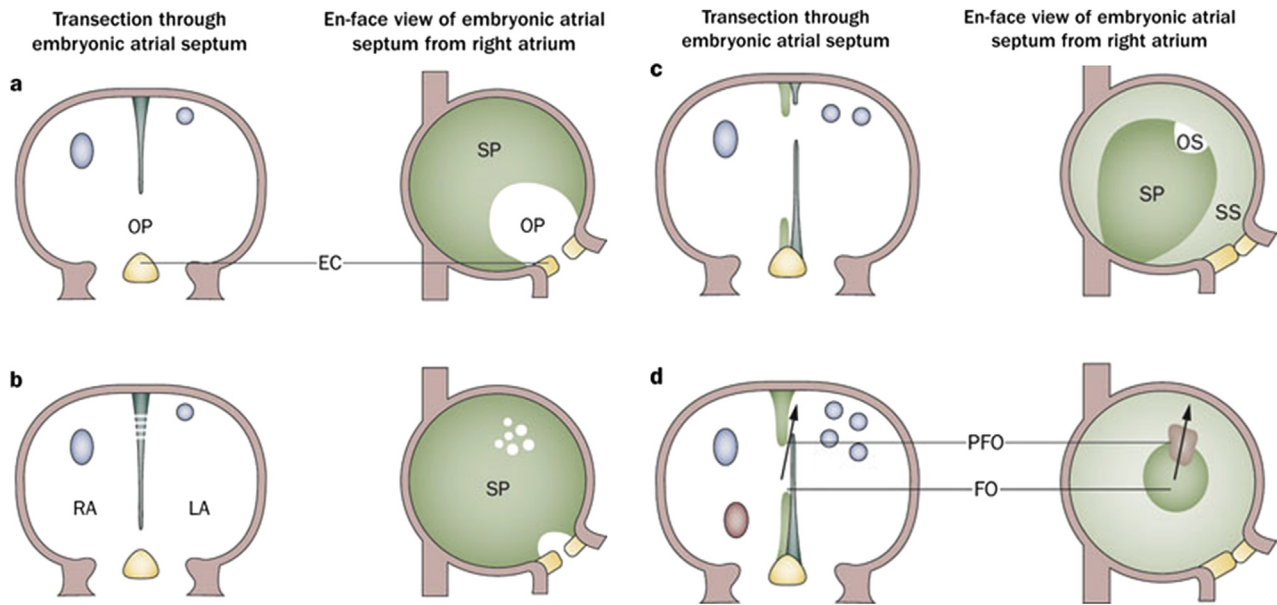 Transection through
embryonic atrial septum
En-face view of embryonic atrial
septum from right atrium
Transection through
embryonic atrial septum
En-face view of embryonic atrial
septum from right atrium
a
SP
OP
OP
EC
c
OS
SP
SS
b
RA
LA
SP
d
PFO
FO